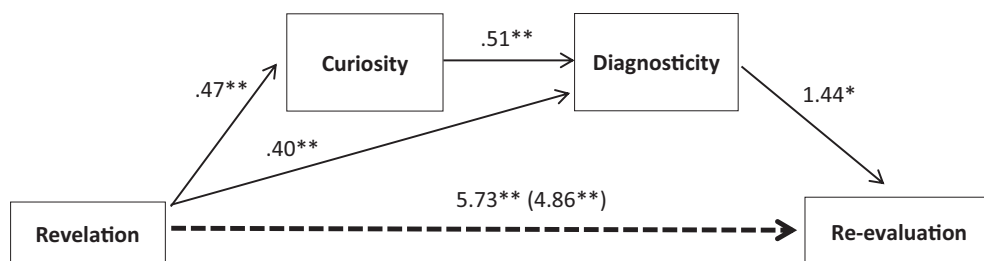 .51**
Curiosity
Diagnosticity
.47**
1.44*
.40**
5.73** (4.86**)
Revelation
Re-evaluation